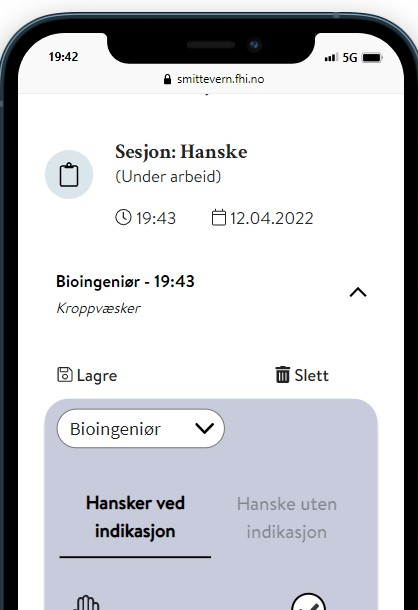 19:42
5G
smittevern.fhi.no
Sesjon: Hanske
(Under arbeid)
19:43 12.04.2022
Bioingeniør - 19:43
Kroppvæsker
Lagre Slett
Bioingeniør
Hansker ved
indikasjon
Hanske uten
indikasjon